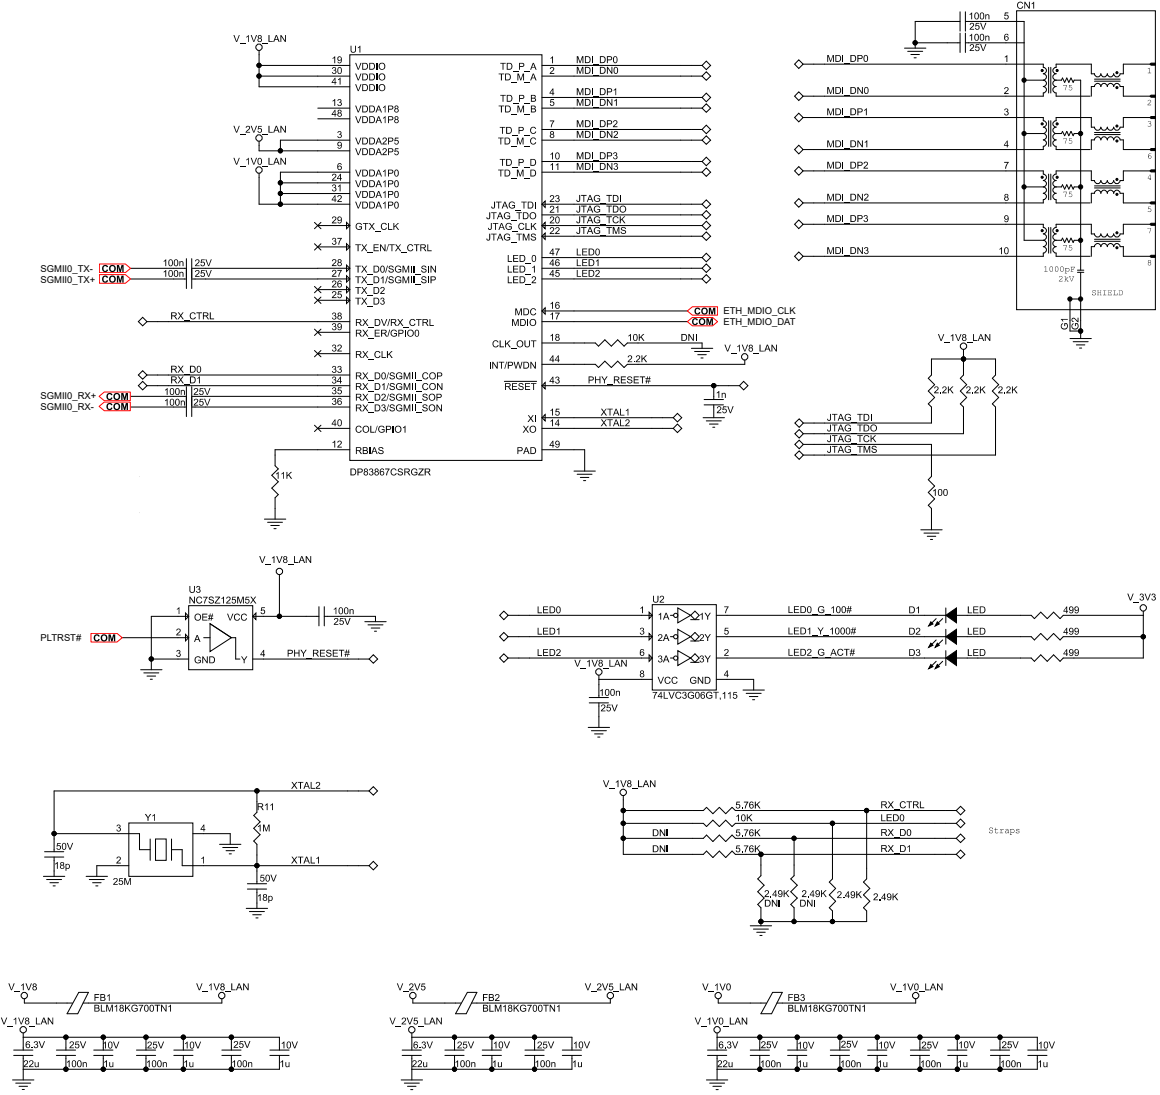 V_1V8_LAN
U1
19 VDDIO
30 VDDIO
41 VDDIO
13 VDDA1P8
48 VDDA1P8
V_2V5_LAN
3 VDDA2P5
9 VDDA2P5
V_1V0_LAN
6 VDDA1P0
24 VDDA1P0
31 VDDA1P0
42 VDDA1P0
29 GTX_CLK
37 TX_EN/TX_CTRL
SGMII0_TX- COM 100n 25V 28 TX_D0/SGMII_SIN
SGMII0_TX+ COM 100n 25V 27 TX_D1/SGMII_SIP
26 TX_D2
25 TX_D3
RX_CTRL 38 RX_DV/RX_CTRL
39 RX_ER/GPIO0
32 RX_CLK
RX_D0 33 RX_D0/SGMII_COP
RX_D1 34 RX_D1/SGMII_CON
SGMII0_RX+ COM 100n 25V 35 RX_D2/SGMII_SOP
SGMII0_RX- COM 100n 25V 36 RX_D3/SGMII_SON
40 COL/GPIO1
12 RBIAS
11K
DP83867CSRGZR
TD_P_A 1 MDI_DP0
TD_M_A 2 MDI_DN0
TD_P_B 4 MDI_DP1
TD_M_B 5 MDI_DN1
TD_P_C 7 MDI_DP2
TD_M_C 8 MDI_DN2
TD_P_D 10 MDI_DP3
TD_M_D 11 MDI_DN3
JTAG_TDI 23 JTAG_TDI
JTAG_TDO 21 JTAG_TDO
JTAG_CLK 20 JTAG_TCK
JTAG_TMS 22 JTAG_TMS
LED_0 47 LED0
LED_1 46 LED1
LED_2 45 LED2
MDC 16 COM ETH_MDIO_CLK
MDIO 17 COM ETH_MDIO_DAT
CLK_OUT 18 10K DNI
V_1V8_LAN
INT/PWDN 44 2.2K
RESET 43 PHY_RESET#
1n
25V
XI 15 XTAL1
XO 14 XTAL2
PAD 49
CN1
100n 5
25V
100n 6
25V
MDI_DP0 1 75 1
MDI_DN0 2 2
MDI_DP1 3 75 3
MDI_DN1 4 6
MDI_DP2 7 75 4
MDI_DN2 8 5
MDI_DP3 9 75 7
MDI_DN3 10 8
1000pF
2kV
SHIELD
G1
G2
V_1V8_LAN
2.2K 2.2K 2.2K
JTAG_TDI
JTAG_TDO
JTAG_TCK
JTAG_TMS
100
V_1V8_LAN
U3
NC7SZ125M5X
1 OE# VCC 5
100n
25V
PLTRST# COM 2 A
3 GND Y 4 PHY_RESET#
U2
LED0 1 1A 1Y 7 LED0_G_100# D1 LED 499
LED1 3 2A 2Y 5 LED1_Y_1000# D2 LED 499
LED2 6 3A 3Y 2 LED2_G_ACT# D3 LED 499
V_3V3
V_1V8_LAN
8 VCC GND 4
100n
25V
74LVC3G06GT,115
XTAL2
R11
1M
Y1
3 4
2 1
25M
50V
18p
XTAL1
50V
18p
V_1V8_LAN
5.76K RX_CTRL
10K LED0
DNI 5.76K RX_D0
DNI 5.76K RX_D1
Straps
2.49K 2.49K 2.49K 2.49K
DNI DNI
V_1V8 FB1 V_1V8_LAN
BLM18KG700TN1
V_1V8_LAN
6.3V 25V 10V 25V 10V 25V 10V
22u 100n 1u 100n 1u 100n 1u
V_2V5 FB2 V_2V5_LAN
BLM18KG700TN1
V_2V5_LAN
6.3V 25V 10V 25V 10V
22u 100n 1u 100n 1u
V_1V0 FB3 V_1V0_LAN
BLM18KG700TN1
V_1V0_LAN
6.3V 25V 10V 25V 10V 25V 10V 25V 10V
22u 100n 1u 100n 1u 100n 1u 100n 1u